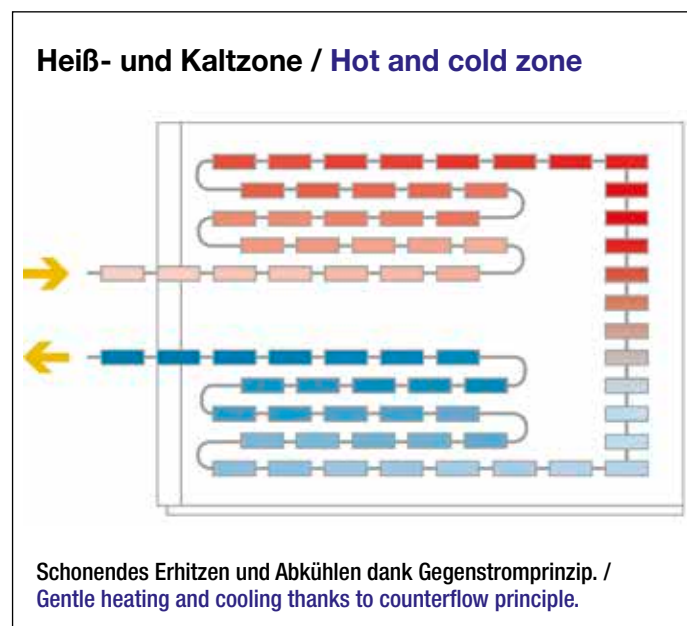 Heiß- und Kaltzone / Hot and cold zone
Schonendes Erhitzen und Abkühlen dank Gegenstromprinzip. /
Gentle heating and cooling thanks to counterflow principle.